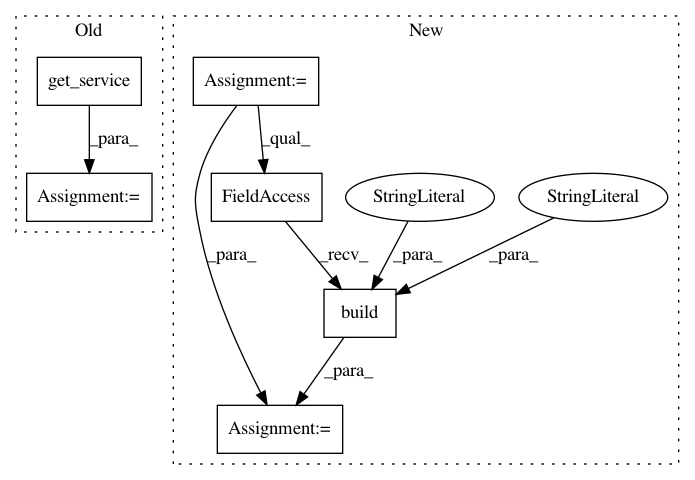 Old
New
get_service
Assignment:=
_para_
_qual_
FieldAccess
StringLiteral
StringLiteral
Assignment:=
_para_
_recv_
_para_
_para_
build
_para_
Assignment:=